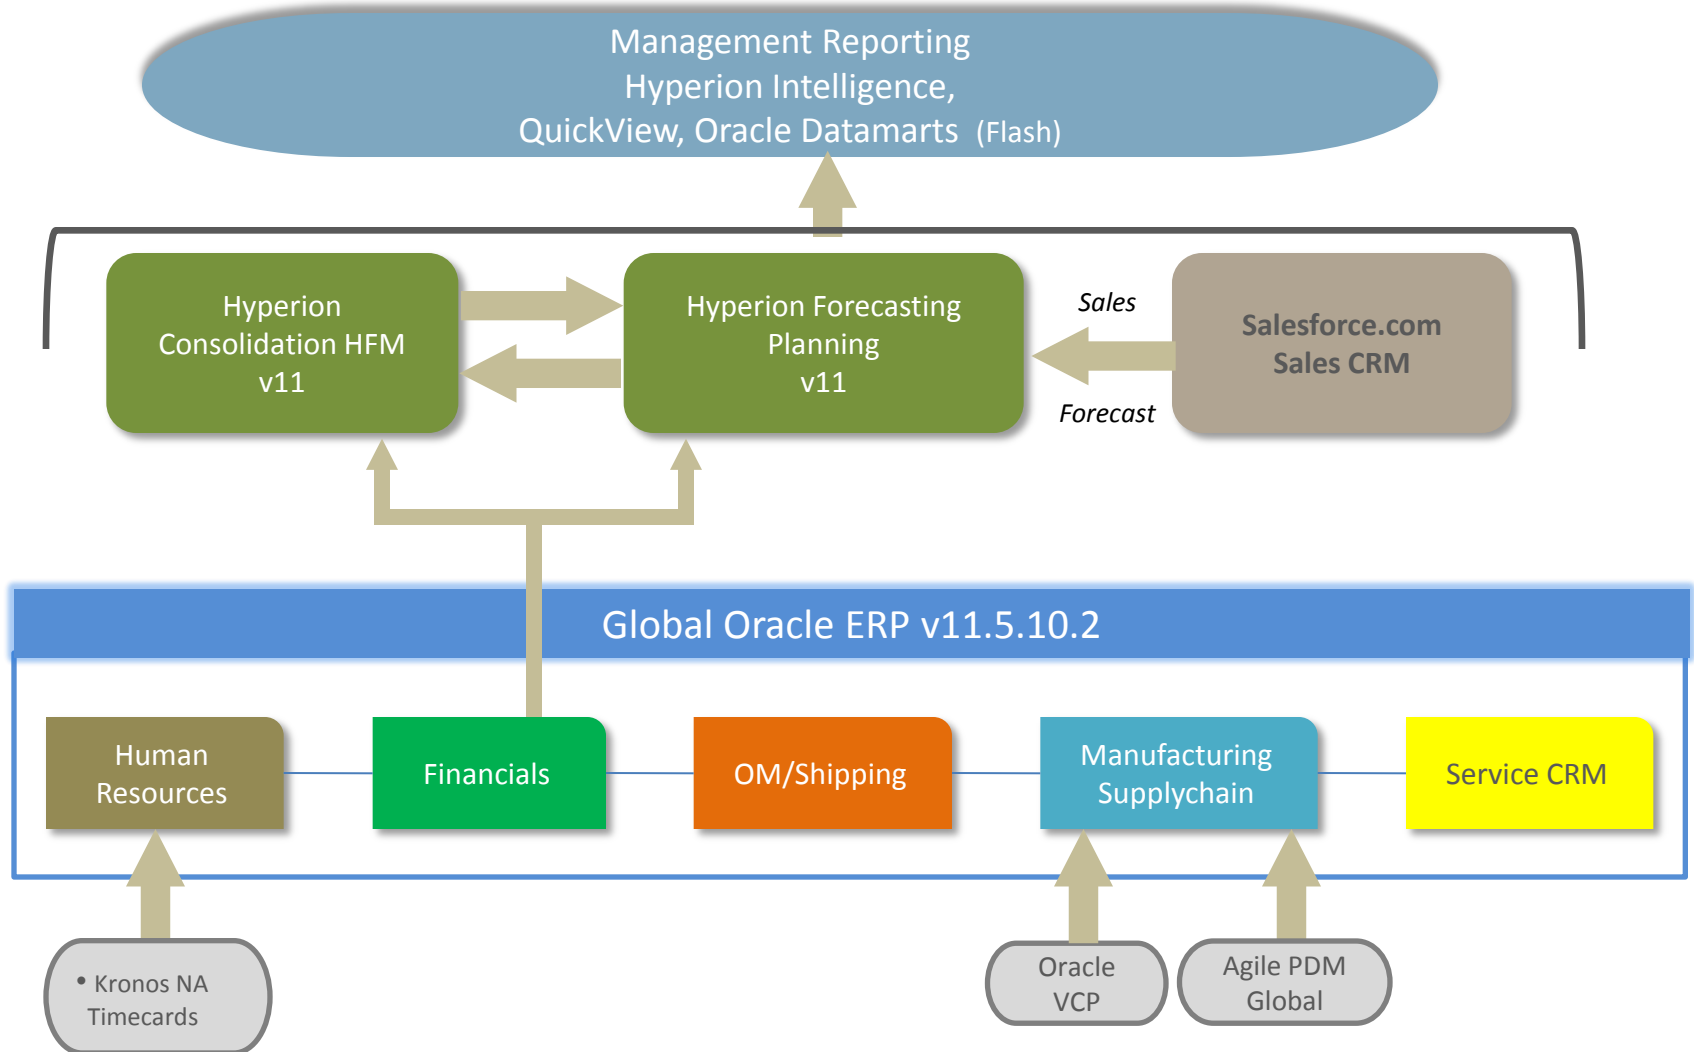 Management Reporting
Hyperion Intelligence,
QuickView, Oracle Datamarts (Flash)
Hyperion
Consolidation HFM
v11
Hyperion Forecasting
Planning
v11
Sales
Forecast
Salesforce.com
Sales CRM
Global Oracle ERP v11.5.10.2
Human
Resources
Financials
OM/Shipping
Manufacturing
Supplychain
Service CRM
• Kronos NA
Timecards
Oracle
VCP
Agile PDM
Global